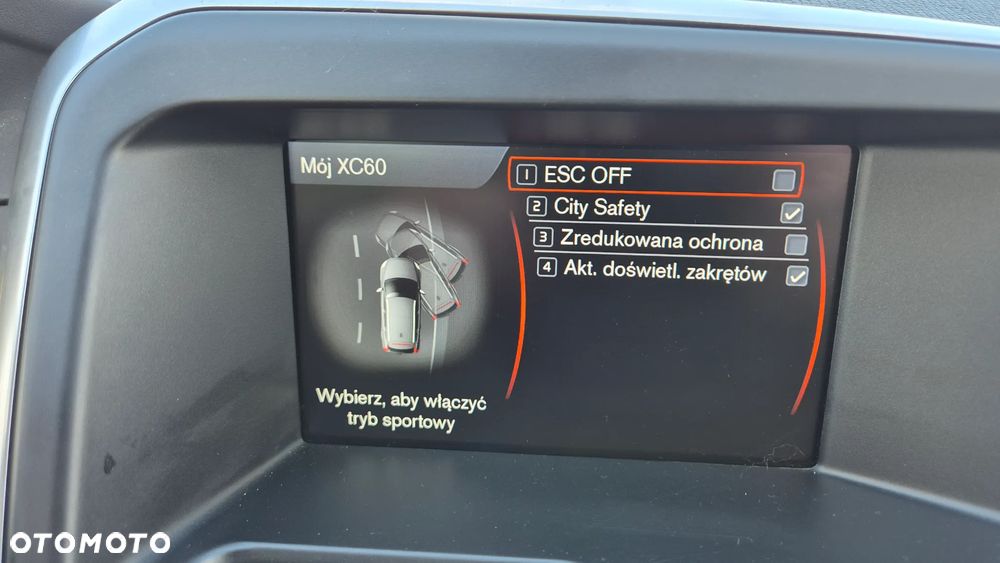 Mój XC60
1 ESC OFF
2 City Safety
3 Zredukowana ochrona
4 Akt. doświetl. zakrętów
Wybierz, aby włączyć
tryb sportowy
OTOMOTO